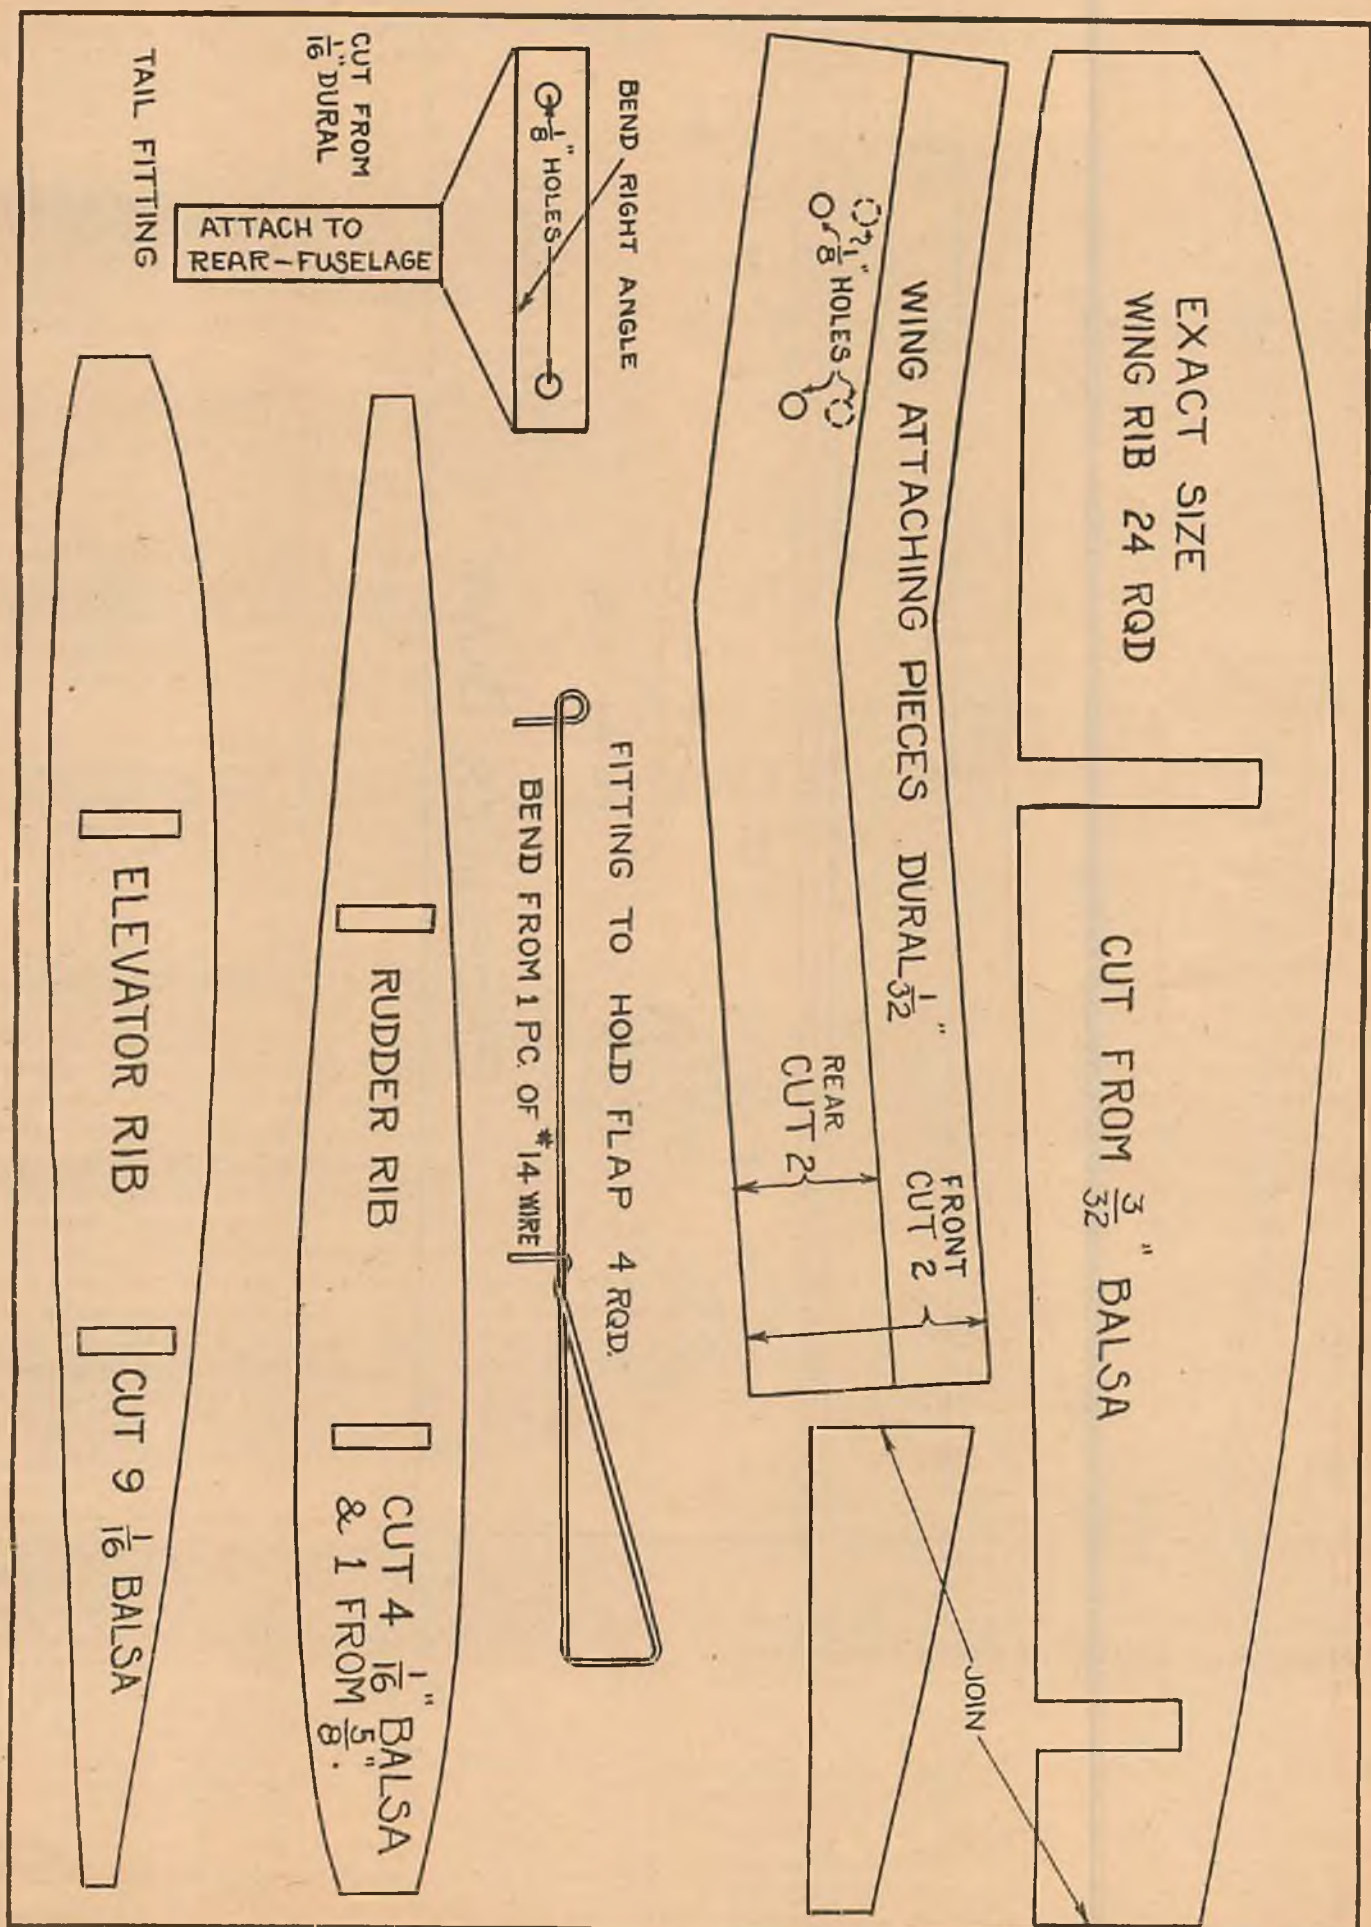 EXACT SIZE
WING RIB 24 RQD
CUT FROM 3/32" BALSA
JOIN
WING ATTACHING PIECES DURAL 1/32"
1/8" HOLES
FRONT
CUT 2
REAR
CUT 2
FITTING TO HOLD FLAP 4 RQD.
BEND FROM 1 PC. OF #14 WIRE
BEND RIGHT ANGLE
1/8" HOLES
CUT FROM
1/16" DURAL
ATTACH TO
REAR-FUSELAGE
TAIL FITTING
RUDDER RIB
CUT 4 1/16" BALSA
& 1 FROM 5/8".
ELEVATOR RIB
CUT 9 1/16 BALSA